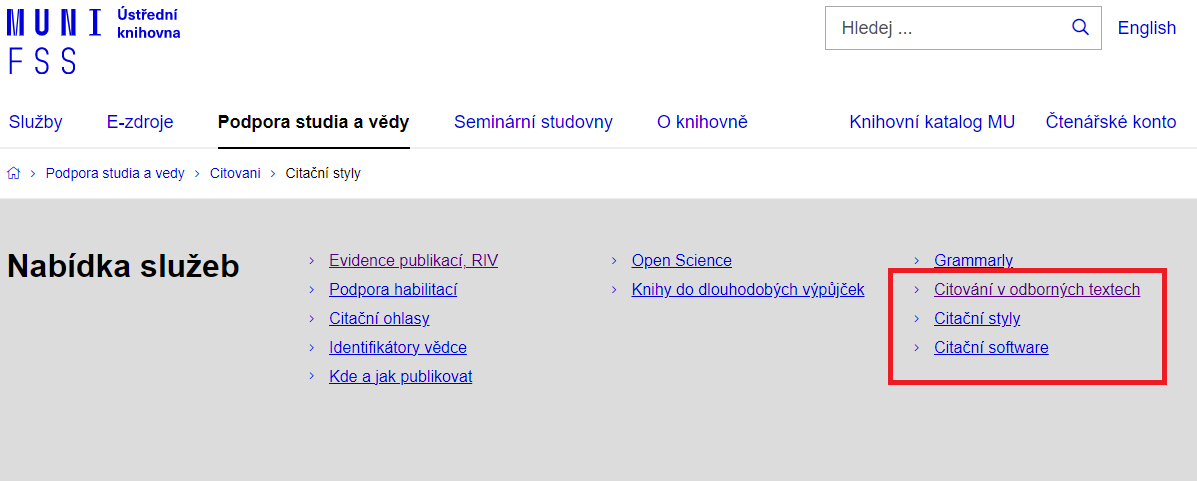 MUNI Ústřední
knihovna
FSS
Hledej ...
English
Služby E-zdroje Podpora studia a vědy Seminární studovny O knihovně Knihovní katalog MU Čtenářské konto
Podpora studia a vedy › Citovani › Citační styly
Nabídka služeb
Evidence publikací, RIV
Podpora habilitací
Citační ohlasy
Identifikátory vědce
Kde a jak publikovat
Open Science
Knihy do dlouhodobých výpůjček
Grammarly
Citování v odborných textech
Citační styly
Citační software